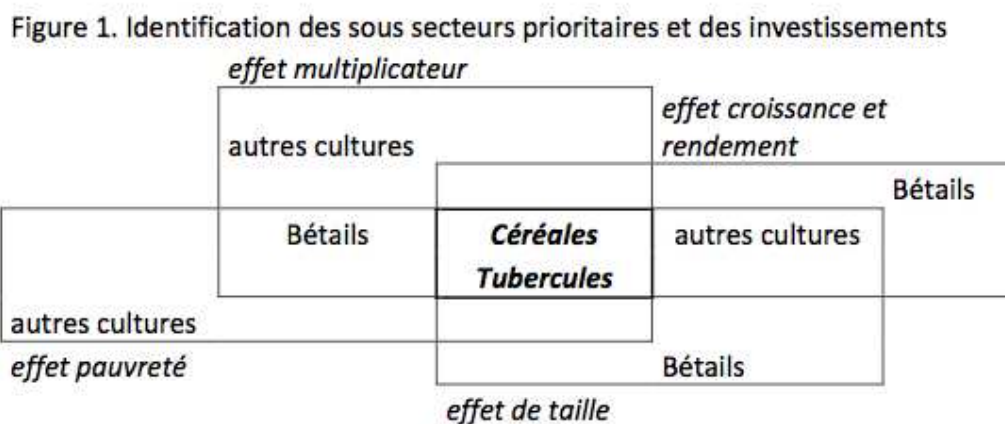 Figure 1. Identification des sous secteurs prioritaires et des investissements
effet multiplicateur
effet croissance et
rendement
autres cultures
Bétails
Bétails
Céréales
Tubercules
autres cultures
autres cultures
effet pauvreté
Bétails
effet de taille